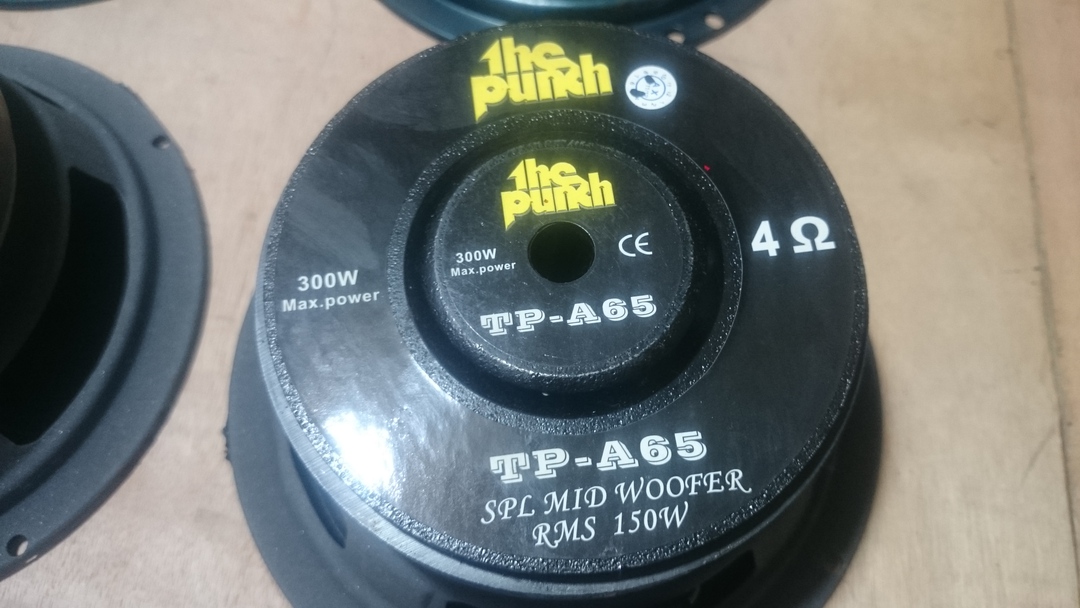 the punch
the punch
300W
Max.power
CE
4 Ω
300W
Max.power
TP-A65
TP-A65
SPL MID WOOFER
RMS 150W